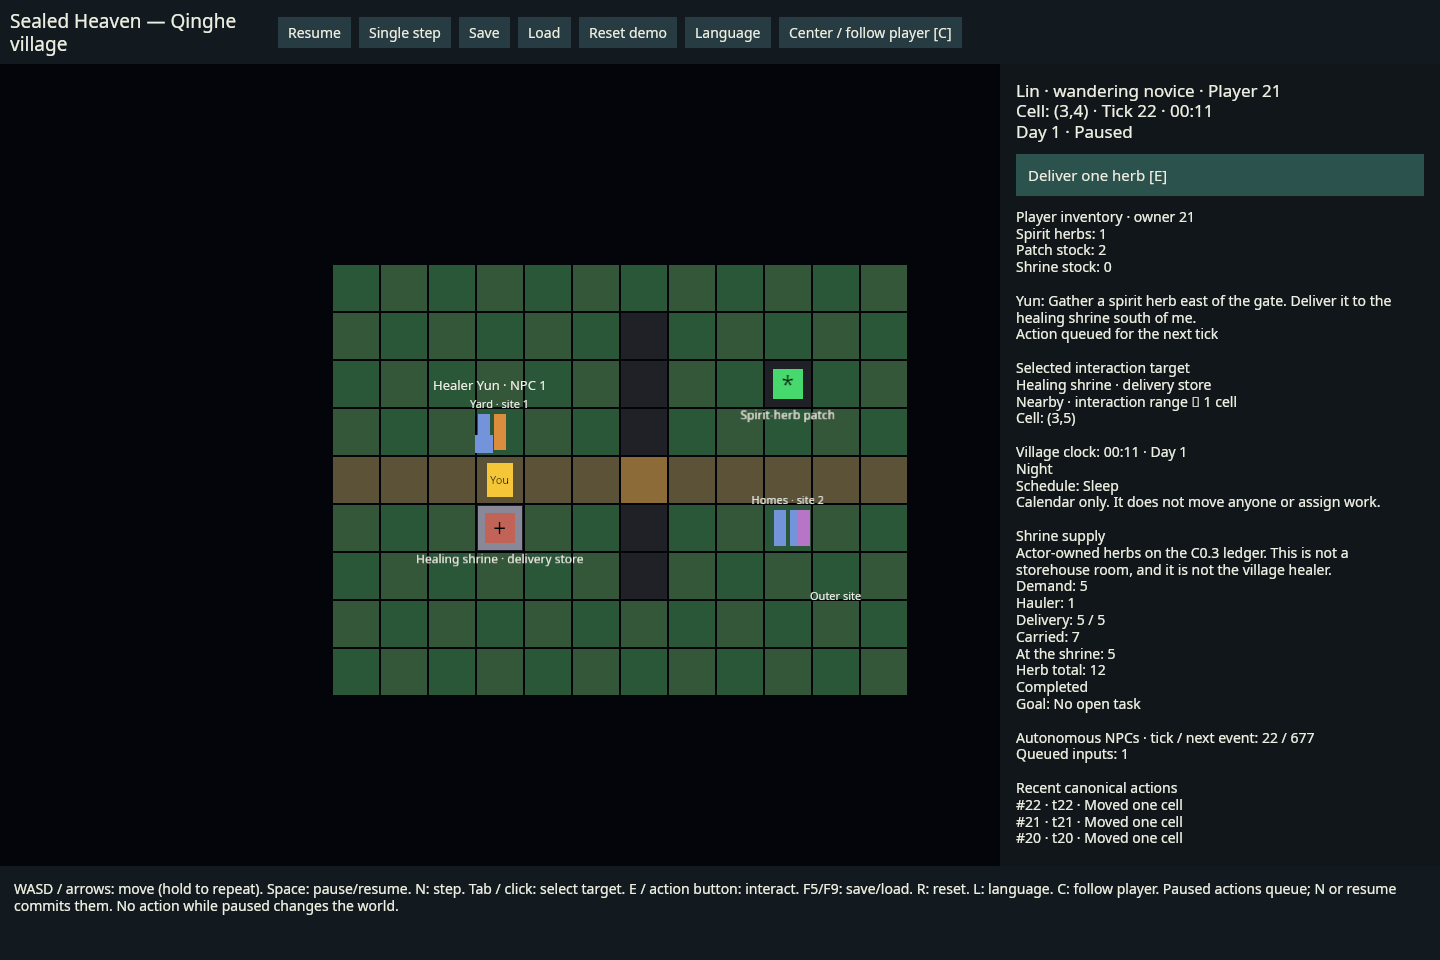 Sealed Heaven — Qinghe
village
Resume
Single step
Save
Load
Reset demo
Language
Center / follow player [C]
Lin · wandering novice · Player 21
Cell: (3,4) · Tick 22 · 00:11
Day 1 · Paused
Deliver one herb [E]
Player inventory · owner 21
Spirit herbs: 1
Patch stock: 2
Shrine stock: 0
Yun: Gather a spirit herb east of the gate. Deliver it to the
healing shrine south of me.
Action queued for the next tick
Selected interaction target
Healing shrine · delivery store
Nearby · interaction range ▯ 1 cell
Cell: (3,5)
Village clock: 00:11 · Day 1
Night
Schedule: Sleep
Calendar only. It does not move anyone or assign work.
Shrine supply
Actor-owned herbs on the C0.3 ledger. This is not a
storehouse room, and it is not the village healer.
Demand: 5
Hauler: 1
Delivery: 5 / 5
Carried: 7
At the shrine: 5
Herb total: 12
Completed
Goal: No open task
Autonomous NPCs · tick / next event: 22 / 677
Queued inputs: 1
Recent canonical actions
#22 · t22 · Moved one cell
#21 · t21 · Moved one cell
#20 · t20 · Moved one cell
Healer Yun · NPC 1
Yard · site 1
*
Spirit herb patch
You
Homes · site 2
+
Healing shrine · delivery store
Outer site
WASD / arrows: move (hold to repeat). Space: pause/resume. N: step. Tab / click: select target. E / action button: interact. F5/F9: save/load. R: reset. L: language. C: follow player. Paused actions queue; N or resume
commits them. No action while paused changes the world.